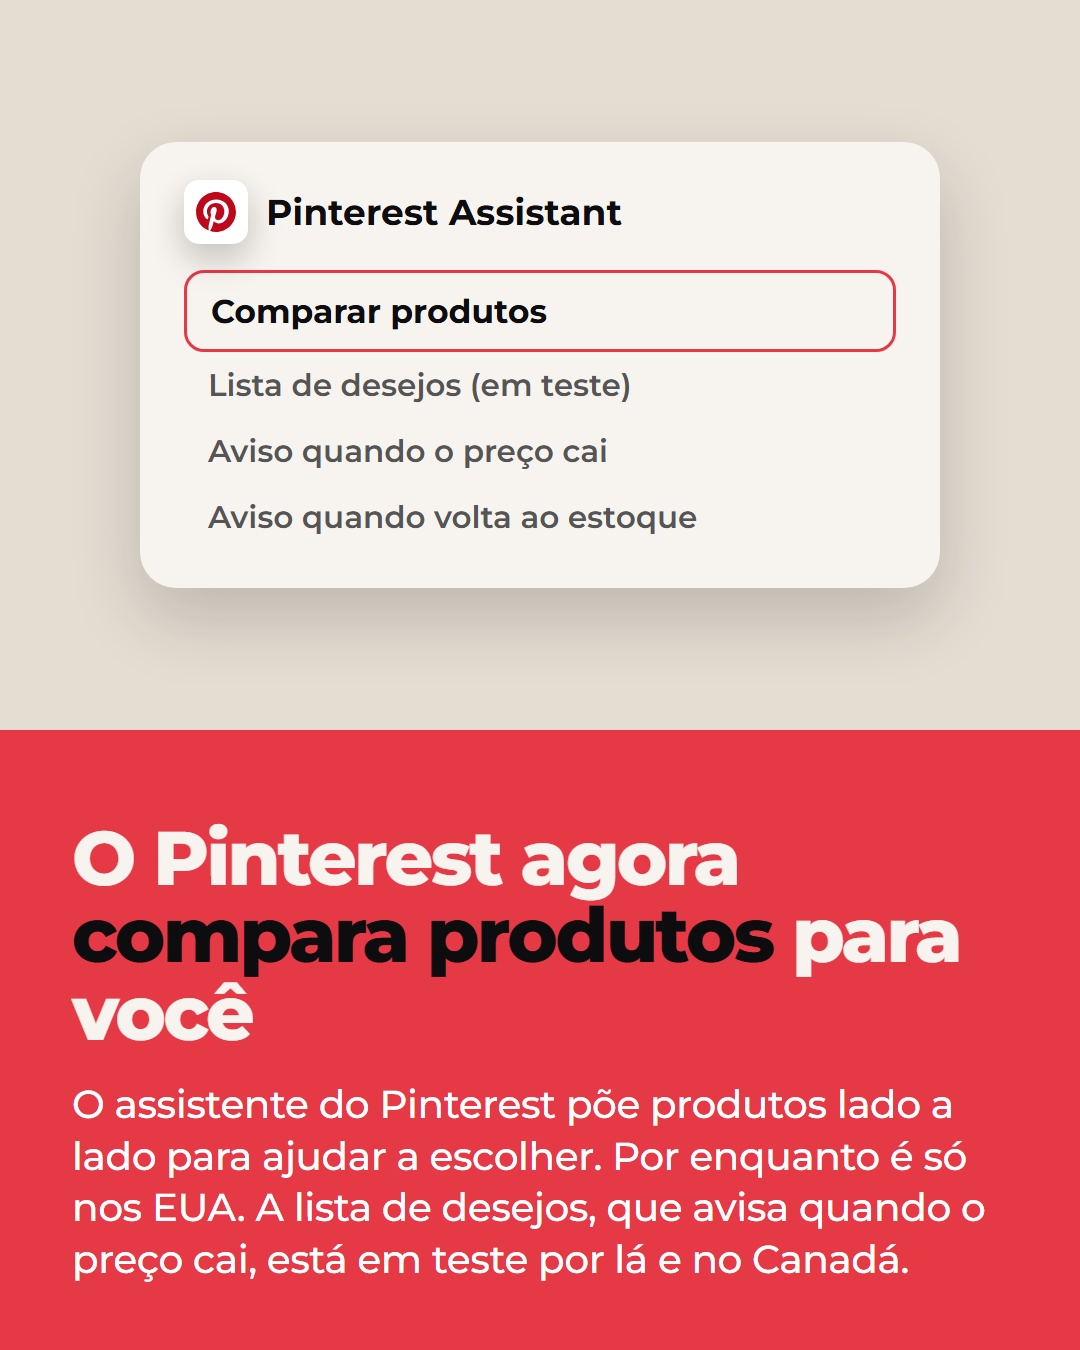 Pinterest Assistant
Comparar produtos
Lista de desejos (em teste)
Aviso quando o preço cai
Aviso quando volta ao estoque
O Pinterest agora
compara produtos para
você
O assistente do Pinterest põe produtos lado a
lado para ajudar a escolher. Por enquanto é só
nos EUA. A lista de desejos, que avisa quando o
preço cai, está em teste por lá e no Canadá.